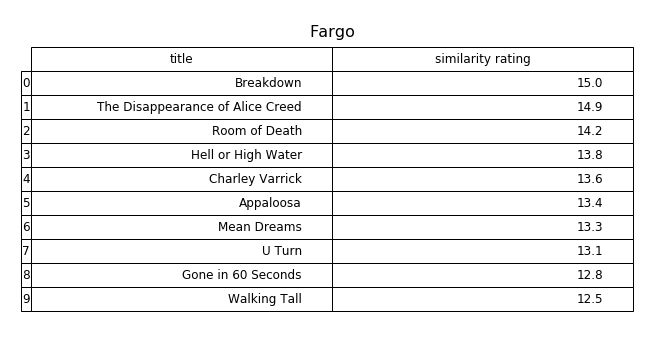 Fargo
title similarity rating
0 Breakdown 15.0
1 The Disappearance of Alice Creed 14.9
2 Room of Death 14.2
3 Hell or High Water 13.8
4 Charley Varrick 13.6
5 Appaloosa 13.4
6 Mean Dreams 13.3
7 U Turn 13.1
8 Gone in 60 Seconds 12.8
9 Walking Tall 12.5